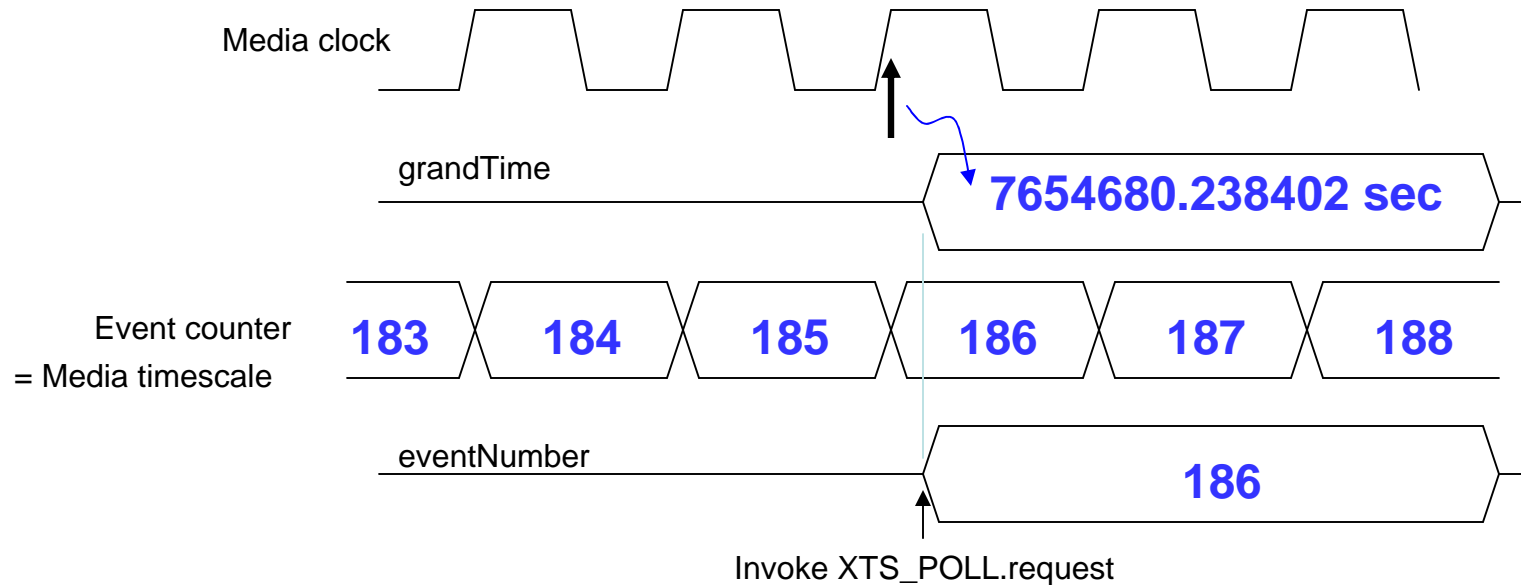 Media clock
grandTime
7654680.238402 sec
Event counter
= Media timescale
183 184 185 186 187 188
eventNumber
186
Invoke XTS_POLL.request